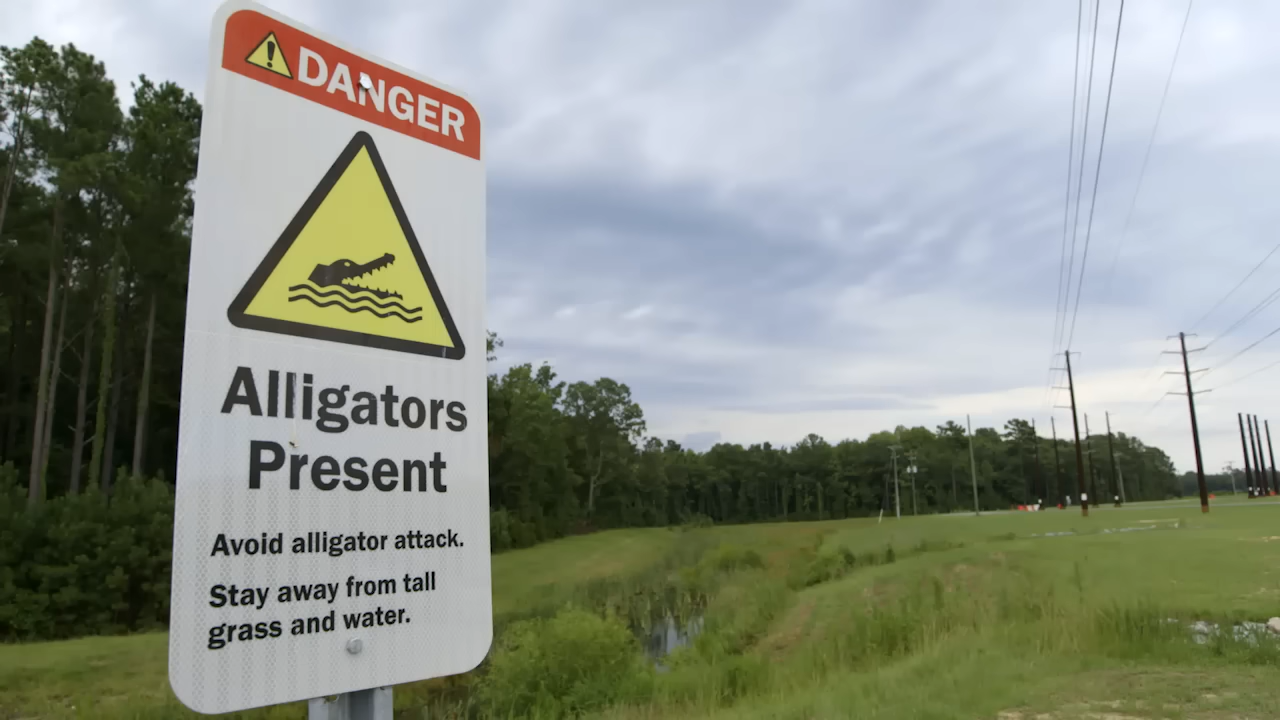 DANGER
Alligators
Present
Avoid alligator attack.
Stay away from tall
grass and water.